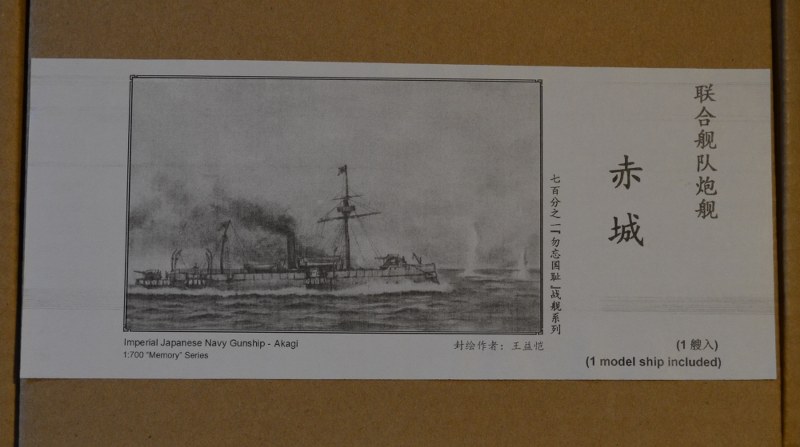 联合舰队炮舰
赤城
七百分之一『勿忘国耻』战舰系列
Imperial Japanese Navy Gunship - Akagi
1:700 "Memory" Series
封绘作者：王益恺
(1 艘入)
(1 model ship included)